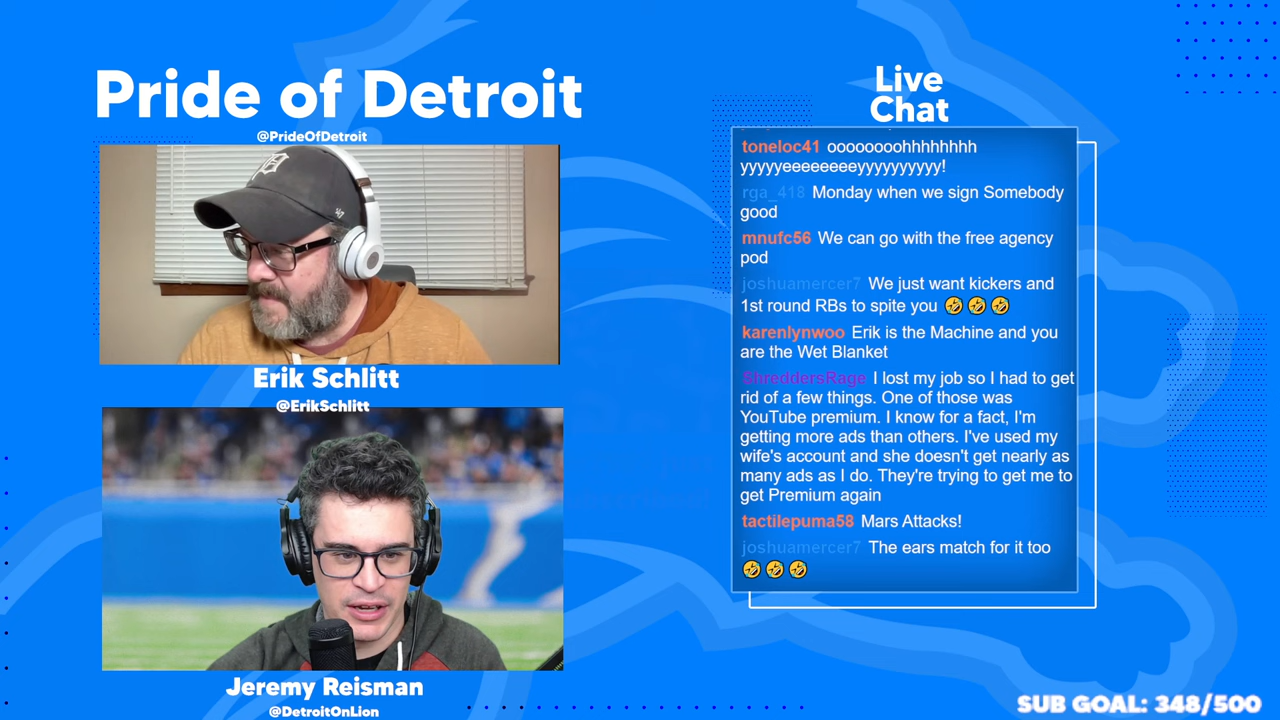 Pride of Detroit
@PrideOfDetroit
Erik Schlitt
@ErikSchlitt
Jeremy Reisman
@DetroitOnLion
Live
Chat
toneloc41 oooooooohhhhhhhh
yyyyyeeeeeeeeyyyyyyyyyy!
rga_418 Monday when we sign Somebody
good
mnufc56 We can go with the free agency
pod
joshuamercer7 We just want kickers and
1st round RBs to spite you 🤣 🤣 🤣
karenlynwoo Erik is the Machine and you
are the Wet Blanket
ShreddersRage I lost my job so I had to get
rid of a few things. One of those was
YouTube premium. I know for a fact, I'm
getting more ads than others. I've used my
wife's account and she doesn't get nearly as
many ads as I do. They're trying to get me to
get Premium again
tactilepuma58 Mars Attacks!
joshuamercer7 The ears match for it too
🤣 🤣 🤣
SUB GOAL: 348/500